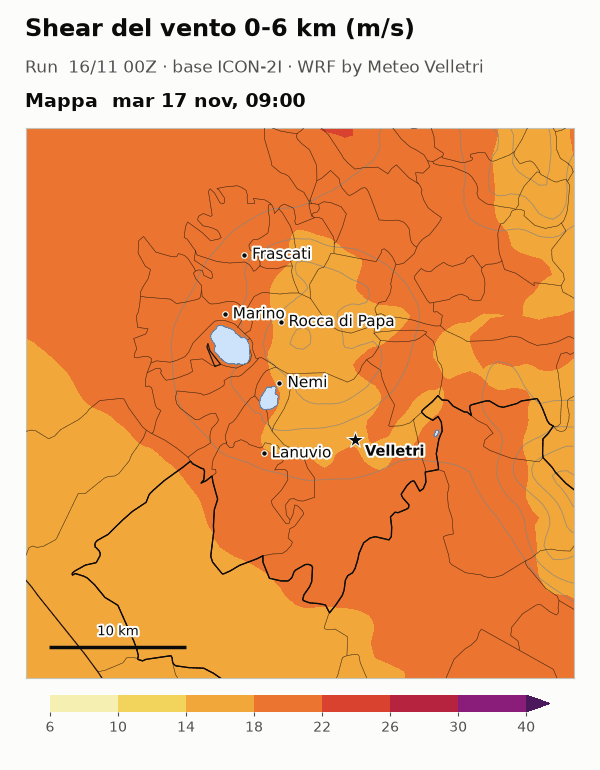 Shear del vento 0-6 km (m/s)
Run  16/11 00Z · base ICON-2I · WRF by Meteo Velletri
Mappa  mar 17 nov, 09:00
Frascati
Marino
Rocca di Papa
Nemi
Velletri
Lanuvio
10 km
6 10 14 18 22 26 30 40